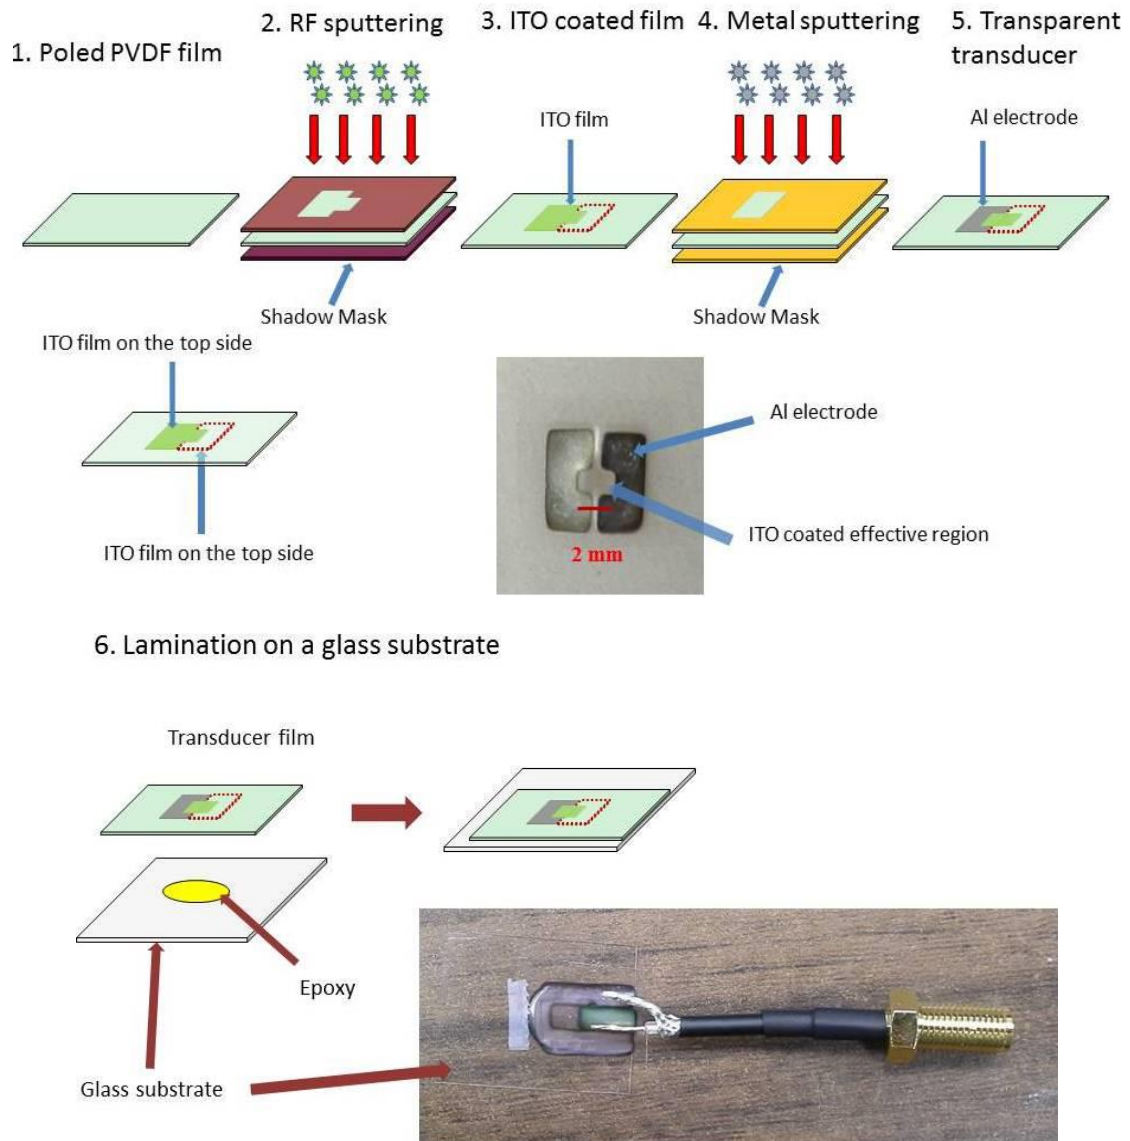 1. Poled PVDF film
2. RF sputtering
3. ITO coated film
4. Metal sputtering
5. Transparent
transducer
ITO film
Al electrode
Shadow Mask
Shadow Mask
ITO film on the top side
ITO film on the top side
Al electrode
ITO coated effective region
2 mm
6. Lamination on a glass substrate
Transducer film
Epoxy
Glass substrate